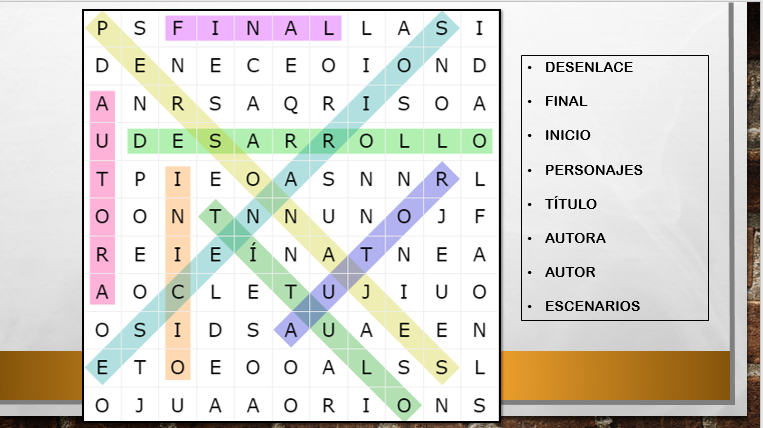 P S F I N A L L A S I
D E N E C E O I O N D
A N R S A Q R I S O A
U D E S A R R O L L O
T P I E O A S N N R L
O O N T N N U N O J F
R E I E Í N A T N E A
A O C L E T U J I U O
O S I D S A U A E E N
E T O E O O A L S S L
O J U A A O R I O N S
• DESENLACE
• FINAL
• INICIO
• PERSONAJES
• TÍTULO
• AUTORA
• AUTOR
• ESCENARIOS